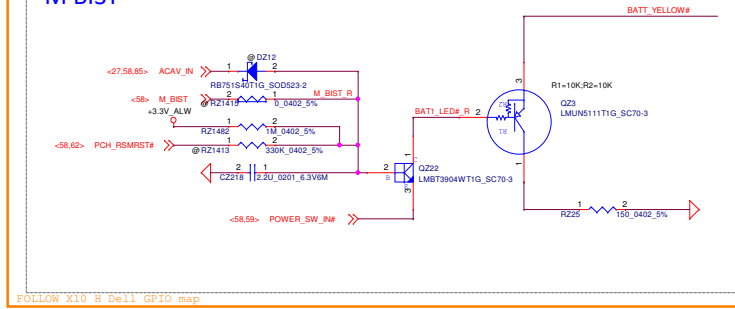 M BIST
BATT_YELLOW#
@ DZ12
<27,58,85> ACAV_IN 1 2
RB751S40T1G_SOD523-2
<58> M_BIST 2 1 M_BIST_R
@ RZ1415 0_0402_5%
+3.3V_ALW
1 2
RZ1482 1M_0402_5%
<58,62> PCH_RSMRST# 1 2
@ RZ1413 330K_0402_5%
2 1
CZ218 2.2U_0201_6.3V6M
<58,59> POWER_SW_IN#
BAT1_LED#_R 2
R1=10K;R2=10K
QZ3
LMUN5111T1G_SC70-3
R2
R1
3
1
2 B
1 C
3 E
QZ22
LMBT3904WT1G_SC70-3
1 2
RZ25 150_0402_5%
FOLLOW X10 H Dell GPIO map